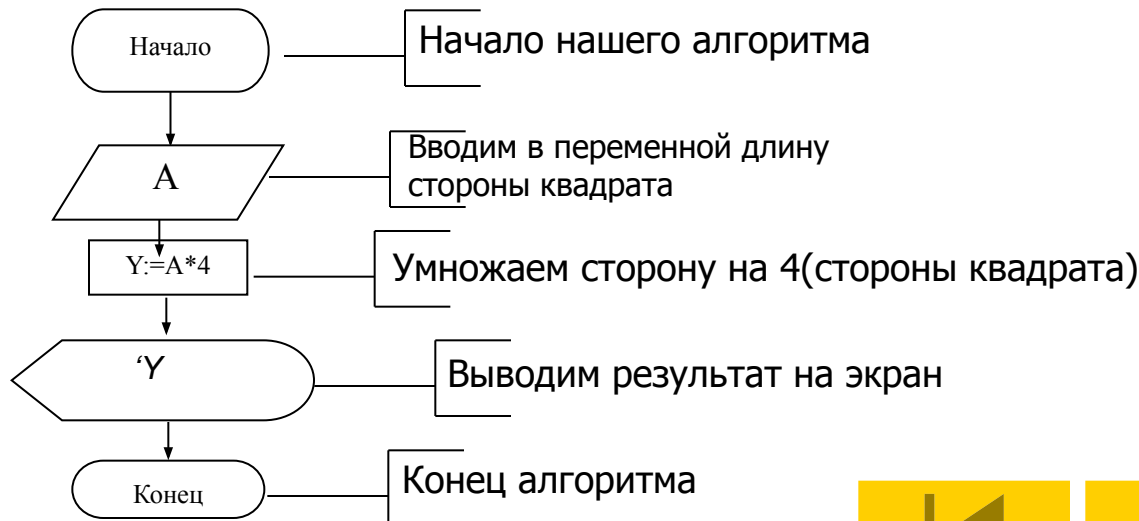 Начало
Начало нашего алгоритма
A
Вводим в переменной длину
стороны квадрата
Y:=A*4
Умножаем сторону на 4(стороны квадрата)
‘Y
Выводим результат на экран
Конец
Конец алгоритма